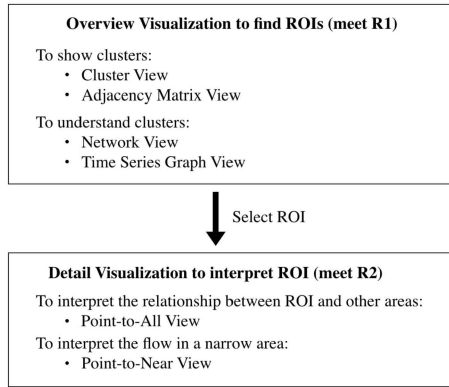 Overview Visualization to find ROIs (meet R1)
To show clusters:
• Cluster View
• Adjacency Matrix View
To understand clusters:
• Network View
• Time Series Graph View
Select ROI
Detail Visualization to interpret ROI (meet R2)
To interpret the relationship between ROI and other areas:
• Point-to-All View
To interpret the flow in a narrow area:
• Point-to-Near View